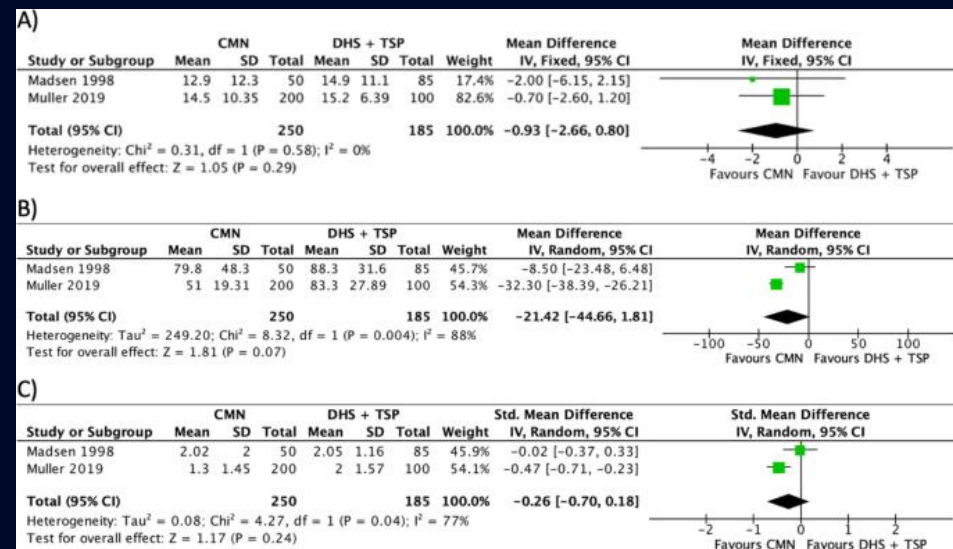 A)
CMN DHS + TSP Mean Difference Mean Difference
Study or Subgroup Mean SD Total Mean SD Total Weight IV, Fixed, 95% CI IV, Fixed, 95% CI
Madsen 1998 12.9 12.3 50 14.9 11.1 85 17.4% -2.00 [-6.15, 2.15]
Muller 2019 14.5 10.35 200 15.2 6.39 100 82.6% -0.70 [-2.60, 1.20]
Total (95% CI) 250 185 100.0% -0.93 [-2.66, 0.80]
Heterogeneity: Chi² = 0.31, df = 1 (P = 0.58); I² = 0%
Test for overall effect: Z = 1.05 (P = 0.29)
-4 -2 0 2 4
Favours CMN Favour DHS + TSP
B)
CMN DHS + TSP Mean Difference Mean Difference
Study or Subgroup Mean SD Total Mean SD Total Weight IV, Random, 95% CI IV, Random, 95% CI
Madsen 1998 79.8 48.3 50 88.3 31.6 85 45.7% -8.50 [-23.48, 6.48]
Muller 2019 51 19.31 200 83.3 27.89 100 54.3% -32.30 [-38.39, -26.21]
Total (95% CI) 250 185 100.0% -21.42 [-44.66, 1.81]
Heterogeneity: Tau² = 249.20; Chi² = 8.32, df = 1 (P = 0.004); I² = 88%
Test for overall effect: Z = 1.81 (P = 0.07)
-100 -50 0 50 100
Favours CMN Favours DHS + TSP
C)
CMN DHS + TSP Std. Mean Difference Std. Mean Difference
Study or Subgroup Mean SD Total Mean SD Total Weight IV, Random, 95% CI IV, Random, 95% CI
Madsen 1998 2.02 2 50 2.05 1.16 85 45.9% -0.02 [-0.37, 0.33]
Muller 2019 1.3 1.45 200 2 1.57 100 54.1% -0.47 [-0.71, -0.23]
Total (95% CI) 250 185 100.0% -0.26 [-0.70, 0.18]
Heterogeneity: Tau² = 0.08; Chi² = 4.27, df = 1 (P = 0.04); I² = 77%
Test for overall effect: Z = 1.17 (P = 0.24)
-2 -1 0 1 2
Favours CMN Favours DHS + TSP